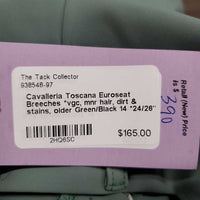 The Tack Collector
938548-97
Cavalleria Toscana Euroseat
Breeches *vgc, mnr hair, dirt &
stains, older Green/Black 14 *24/26"
$165.00
2HQ6SC
Retail (New) Price
is $ 390